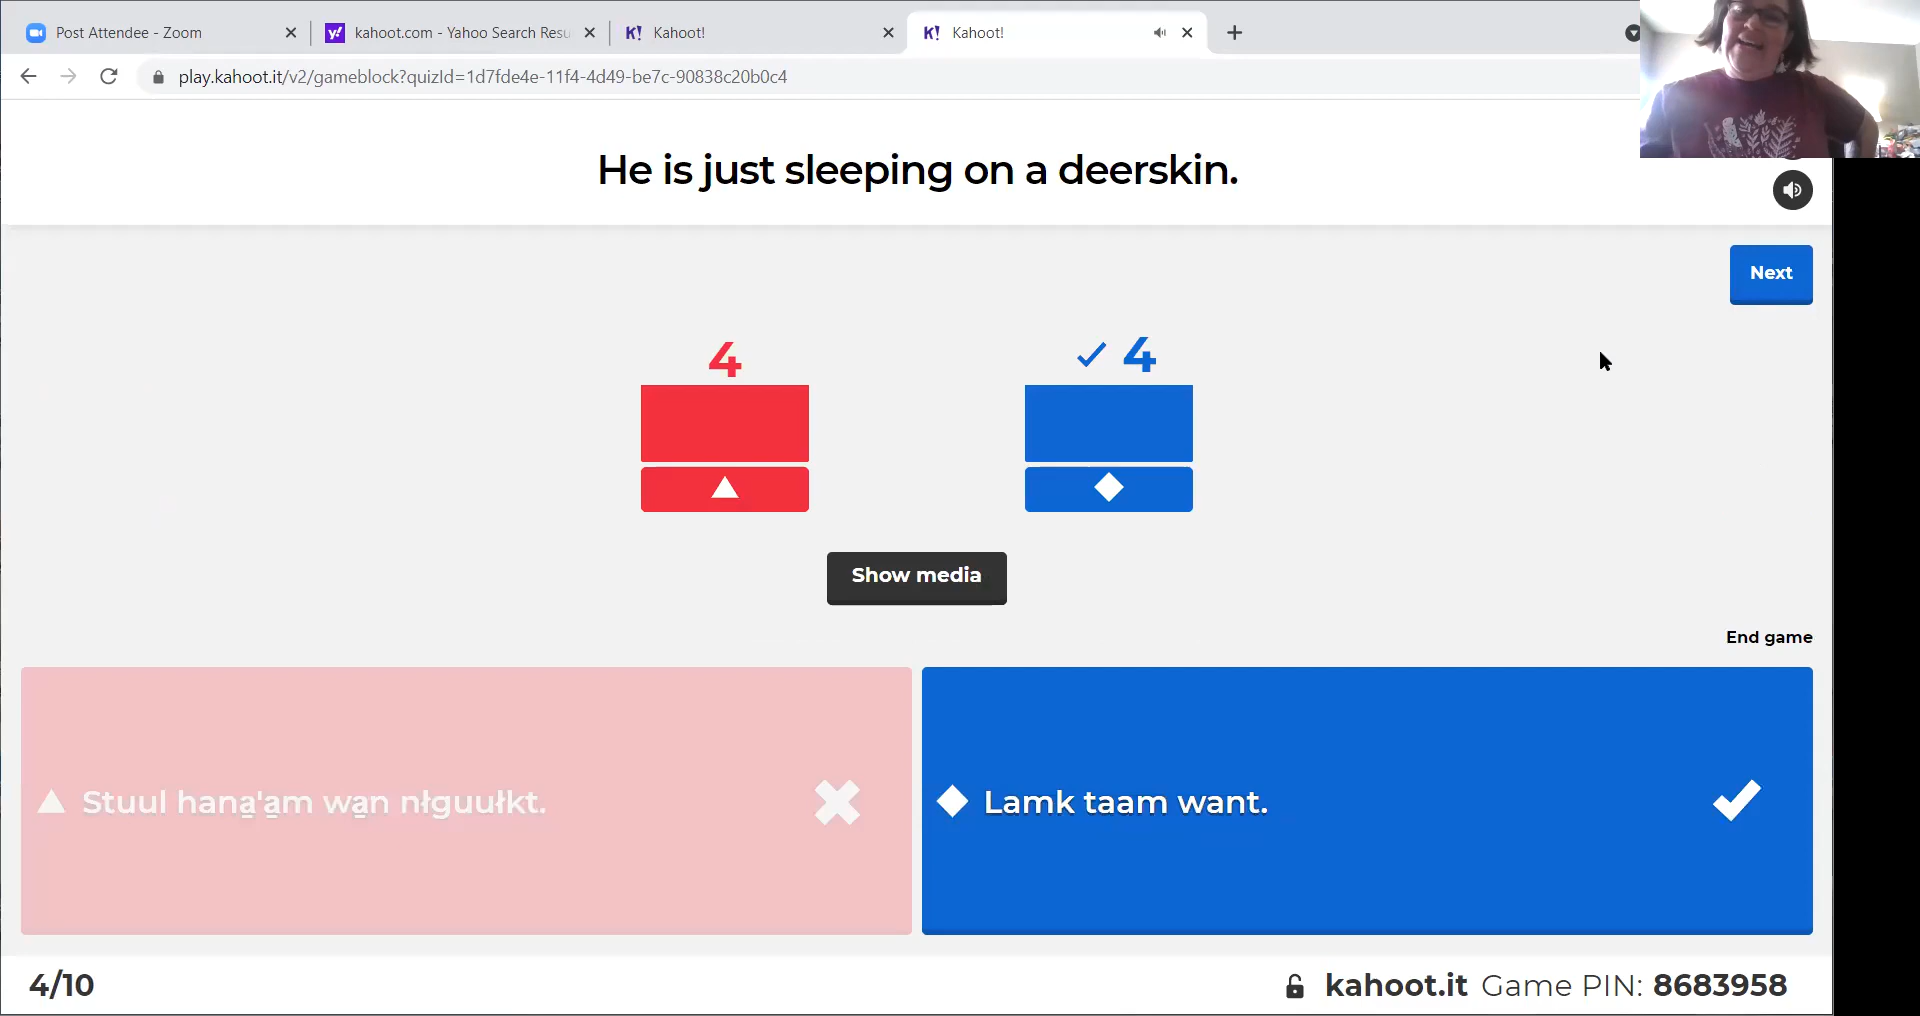 Post Attendee - Zoom
kahoot.com - Yahoo Search Resu
Kahoot!
Kahoot!
play.kahoot.it/v2/gameblock?quizId=1d7fde4e-11f4-4d49-be7c-90838c20b0c4
He is just sleeping on a deerskin.
Next
4
4
Show media
End game
Stuul hana̱'a̱m wa̱n nłguułkt.
Lamk taam want.
4/10
kahoot.it Game PIN: 8683958